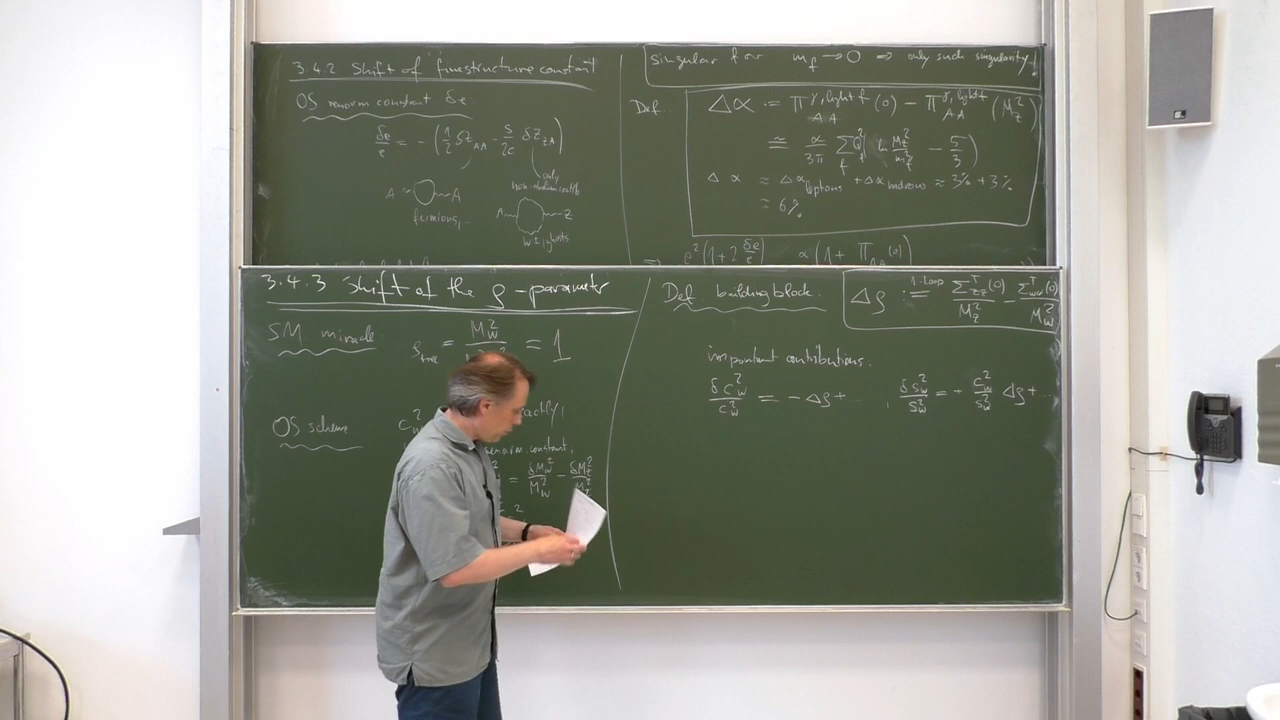 3.4.2 Shift of finestructure constant
OS renorm constant δe:
δe/e = - (1/2 δZ_AA - s/2c δZ_ZA)
only
non-abelian contrib
A A
fermions,...
A Z
W± ghosts
Singular for m_f → 0 ⇒ only such singularity!
Def.
Δα := Π^{γ, light f}_{AA} (0) - Π^{γ, light f}_{AA} (M_Z^2)
≅ α/3π Σ_f Q_f^2 (ln M_Z^2/m_f^2 - 5/3)
Δα ≈ Δα_leptons + Δα_hadrons ≈ 3% + 3%
≈ 6%
⇒ e^2 (1 + 2 δe/e) α (1 + Π_AA (0)
3.4.3 Shift of the ρ-parameter
SM miracle:
ρ_tree = M_W^2 = 1
OS scheme
renorm. constant,
= δM_W^2/M_W^2 - δM_Z^2/M_Z^2
Def building block:
Δρ :=^{1-Loop} Σ^T_ZZ(0)/M_Z^2 - Σ^T_WW(0)/M_W^2
important contributions:
δc_W^2/c_W^2 = - Δρ + ... , δs_W^2/s_W^2 = + c_W^2/s_W^2 Δρ + ...